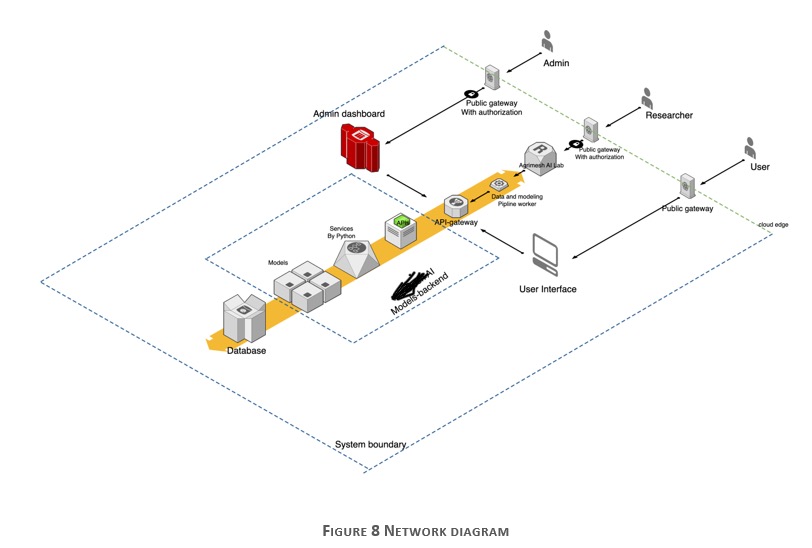 Admin
Public gateway
With authorization
Admin dashboard
Researcher
Public gateway
With authorization
R
Agrimesh AI Lab
User
Public gateway
cloud edge
Data and modeling
Pipline worker
API-gateway
APIs
Services
By Python
Models
AI
Models-backend
User Interface
Database
System boundary
FIGURE 8 NETWORK DIAGRAM